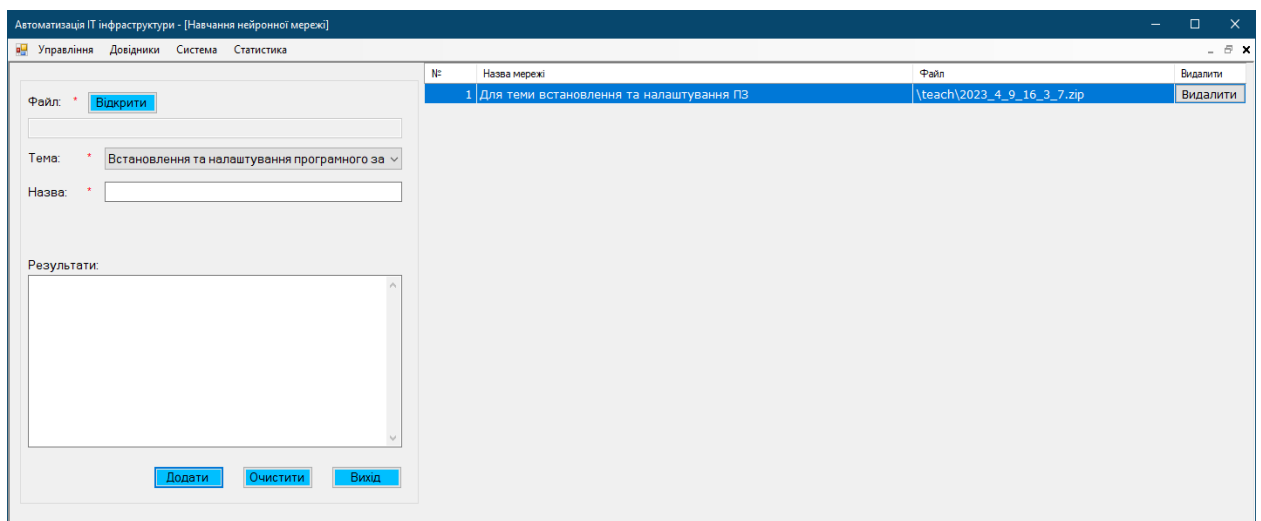 Автоматизація ІТ інфраструктури - [Навчання нейронної мережі]
Управління Довідники Система Статистика
Файл: * Відкрити
Тема: * Встановлення та налаштування програмного за
Назва: *
Результати:
Додати Очистити Вихід
№ Назва мережі Файл Видалити
1 Для теми встановлення та налаштування ПЗ \teach\2023_4_9_16_3_7.zip Видалити